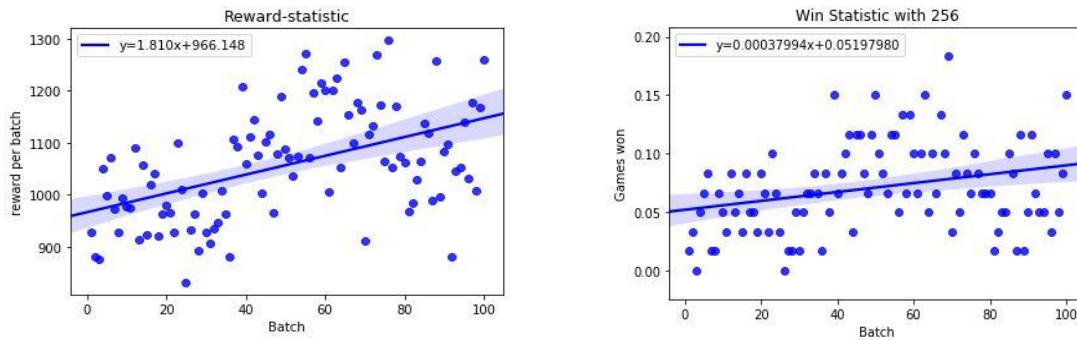 Reward-statistic
y=1.810x+966.148
reward per batch
1300
1200
1100
1000
900
0
20
40
60
80
100
Batch
Win Statistic with 256
y=0.00037994x+0.05197980
Games won
0.20
0.15
0.10
0.05
0.00
0
20
40
60
80
100
Batch